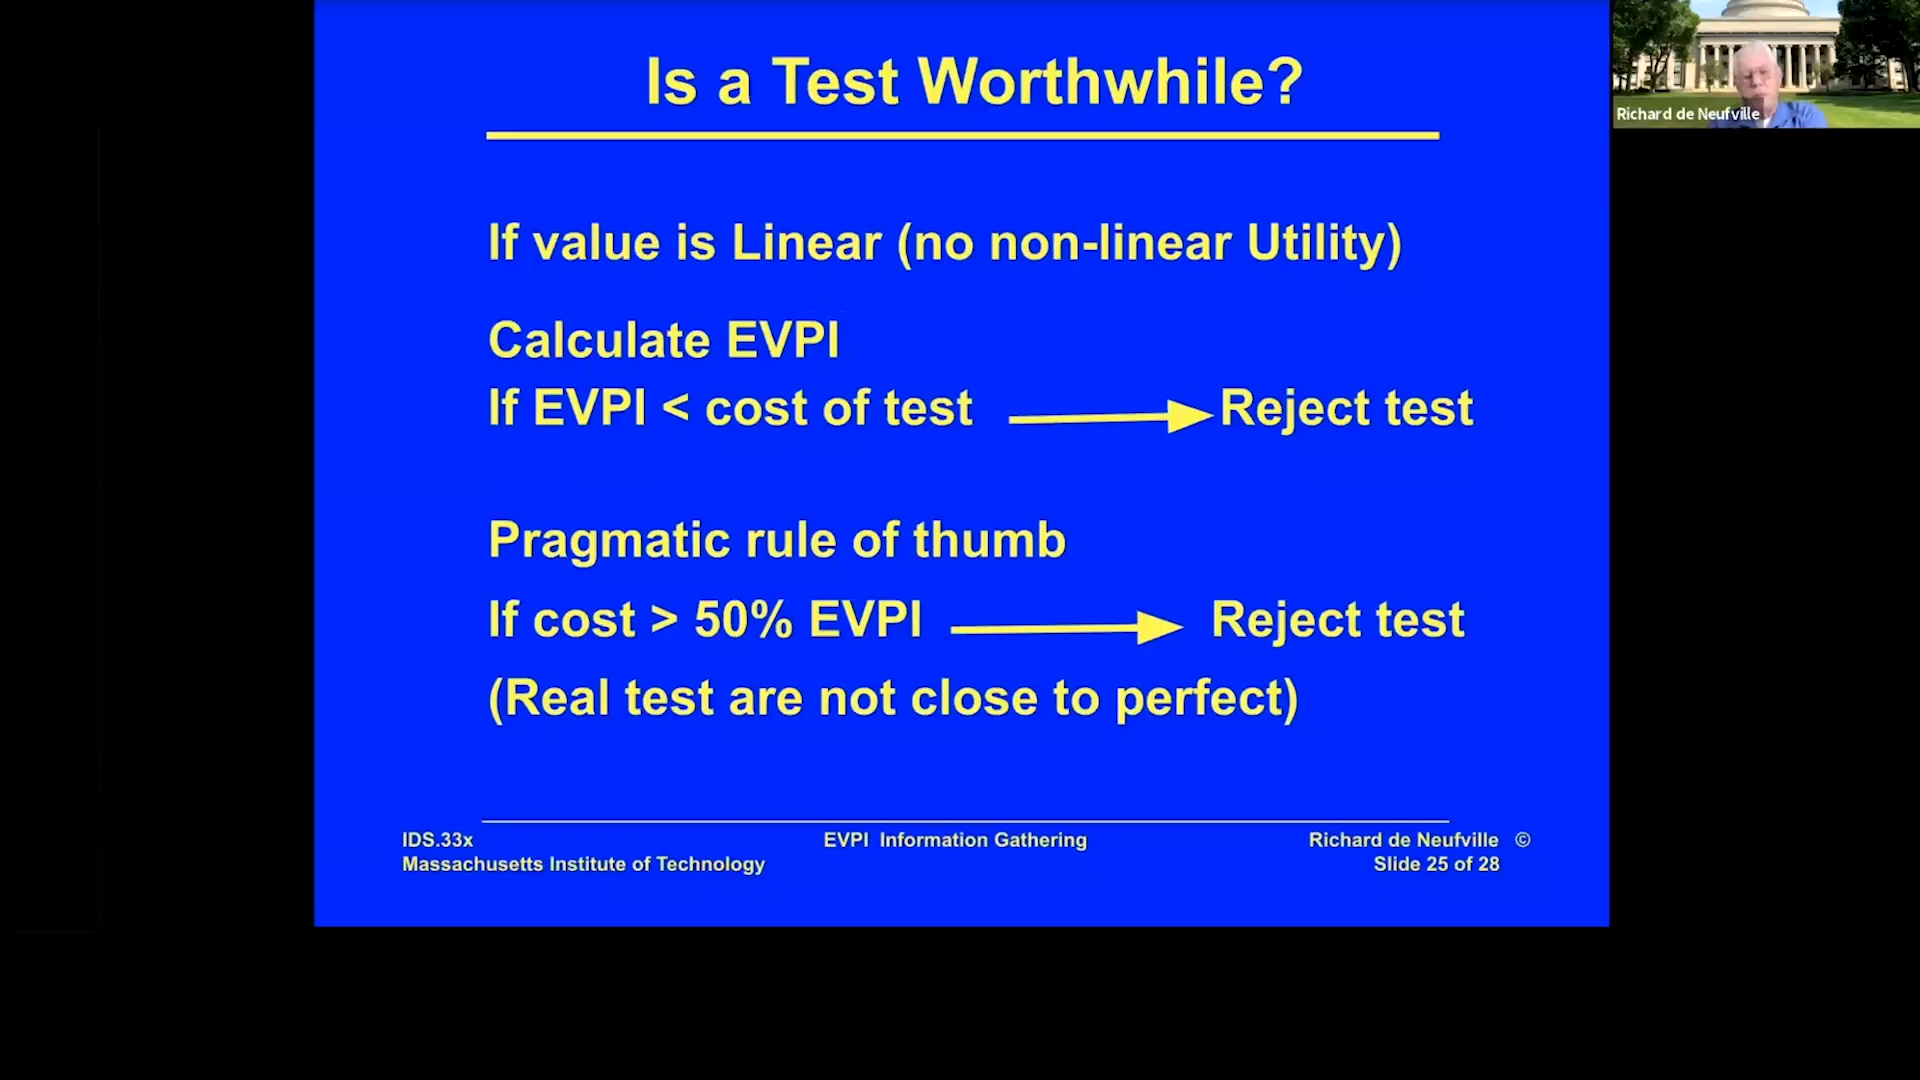 Is a Test Worthwhile?
Richard de Neufville
If value is Linear (no non-linear Utility)
Calculate EVPI
If EVPI < cost of test Reject test
Pragmatic rule of thumb
If cost > 50% EVPI Reject test
(Real test are not close to perfect)
IDS.33x EVPI Information Gathering Richard de Neufville ©
Massachusetts Institute of Technology Slide 25 of 28